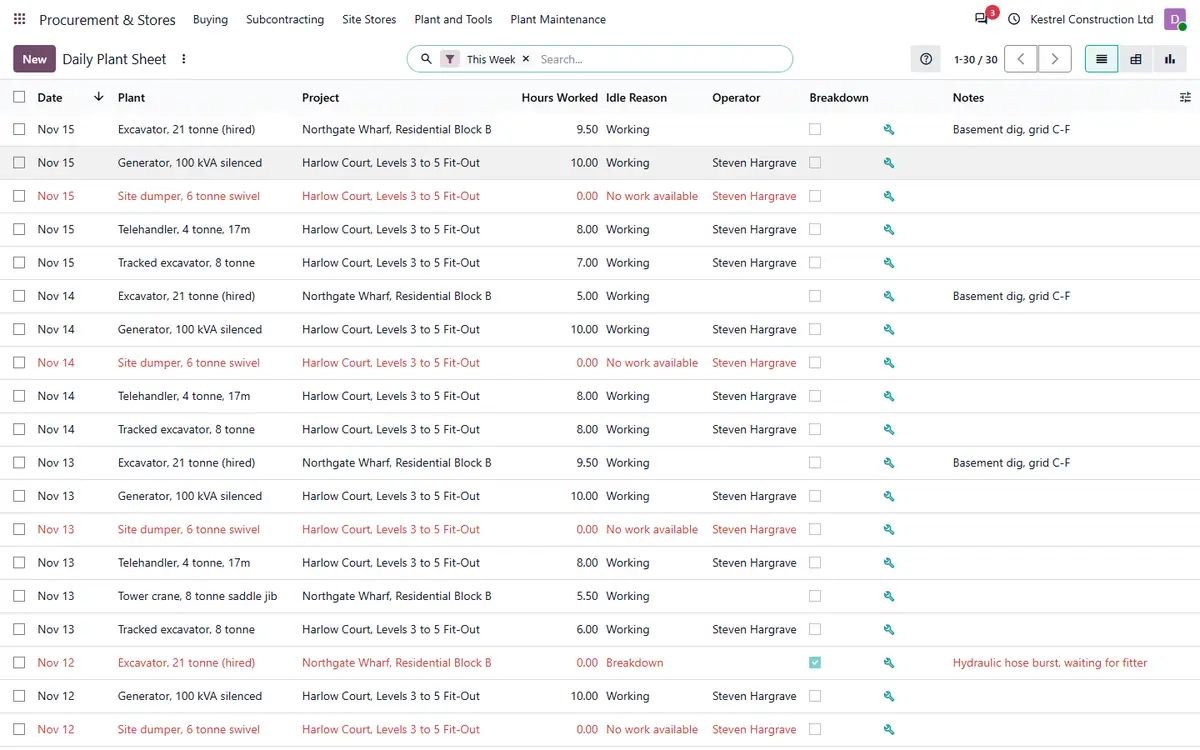 Procurement & Stores Buying Subcontracting Site Stores Plant and Tools Plant Maintenance 3 Kestrel Construction Ltd D
New Daily Plant Sheet This Week Search... 1-30 / 30
Date Plant Project Hours Worked Idle Reason Operator Breakdown Notes
Nov 15 Excavator, 21 tonne (hired) Northgate Wharf, Residential Block B 9.50 Working Basement dig, grid C-F
Nov 15 Generator, 100 kVA silenced Harlow Court, Levels 3 to 5 Fit-Out 10.00 Working Steven Hargrave
Nov 15 Site dumper, 6 tonne swivel Harlow Court, Levels 3 to 5 Fit-Out 0.00 No work available Steven Hargrave
Nov 15 Telehandler, 4 tonne, 17m Harlow Court, Levels 3 to 5 Fit-Out 8.00 Working Steven Hargrave
Nov 15 Tracked excavator, 8 tonne Harlow Court, Levels 3 to 5 Fit-Out 7.00 Working Steven Hargrave
Nov 14 Excavator, 21 tonne (hired) Northgate Wharf, Residential Block B 5.00 Working Basement dig, grid C-F
Nov 14 Generator, 100 kVA silenced Harlow Court, Levels 3 to 5 Fit-Out 10.00 Working Steven Hargrave
Nov 14 Site dumper, 6 tonne swivel Harlow Court, Levels 3 to 5 Fit-Out 0.00 No work available Steven Hargrave
Nov 14 Telehandler, 4 tonne, 17m Harlow Court, Levels 3 to 5 Fit-Out 8.00 Working Steven Hargrave
Nov 14 Tracked excavator, 8 tonne Harlow Court, Levels 3 to 5 Fit-Out 8.00 Working Steven Hargrave
Nov 13 Excavator, 21 tonne (hired) Northgate Wharf, Residential Block B 9.50 Working Basement dig, grid C-F
Nov 13 Generator, 100 kVA silenced Harlow Court, Levels 3 to 5 Fit-Out 10.00 Working Steven Hargrave
Nov 13 Site dumper, 6 tonne swivel Harlow Court, Levels 3 to 5 Fit-Out 0.00 No work available Steven Hargrave
Nov 13 Telehandler, 4 tonne, 17m Harlow Court, Levels 3 to 5 Fit-Out 8.00 Working Steven Hargrave
Nov 13 Tower crane, 8 tonne saddle jib Northgate Wharf, Residential Block B 5.50 Working
Nov 13 Tracked excavator, 8 tonne Harlow Court, Levels 3 to 5 Fit-Out 6.00 Working Steven Hargrave
Nov 12 Excavator, 21 tonne (hired) Northgate Wharf, Residential Block B 0.00 Breakdown Hydraulic hose burst, waiting for fitter
Nov 12 Generator, 100 kVA silenced Harlow Court, Levels 3 to 5 Fit-Out 10.00 Working Steven Hargrave
Nov 12 Site dumper, 6 tonne swivel Harlow Court, Levels 3 to 5 Fit-Out 0.00 No work available Steven Hargrave